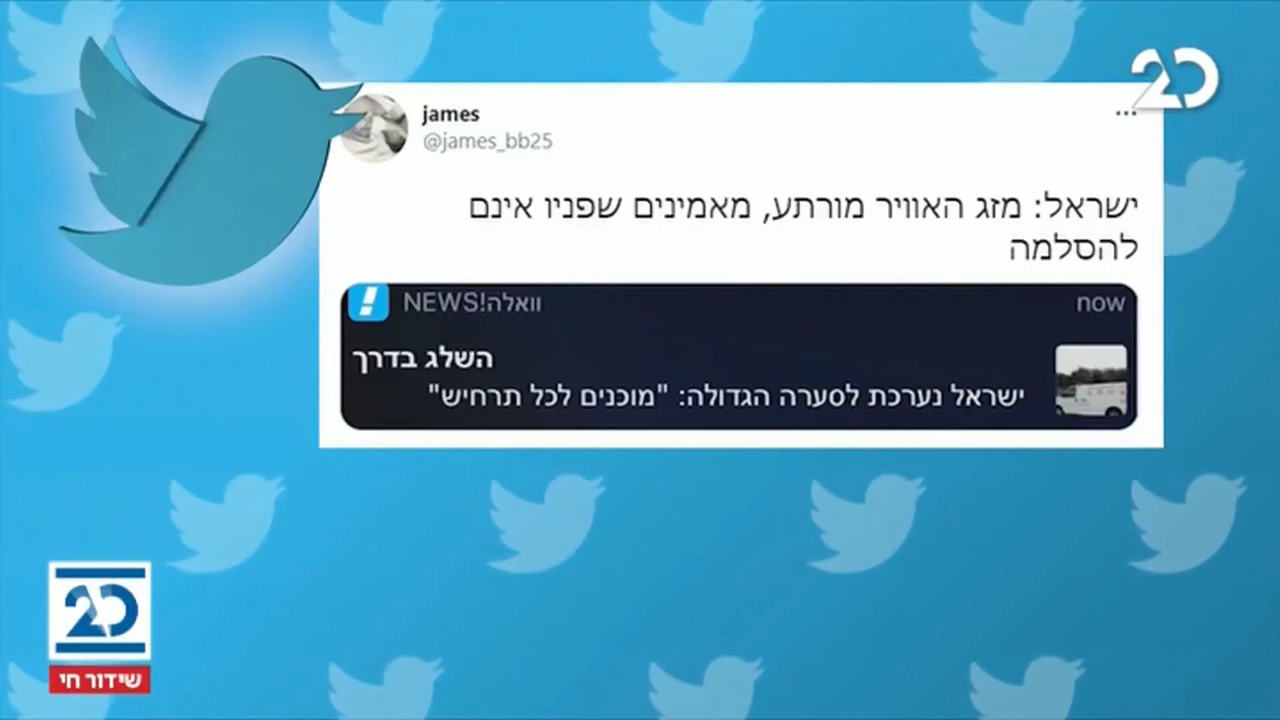 20
james
...
@james_bb25
ישראל: מזג האוויר מורתע, מאמינים שפניו אינם
להסלמה
וואלה!NEWS
now
השלג בדרך
ישראל נערכת לסערה הגדולה: "מוכנים לכל תרחיש"
20
שידור חי